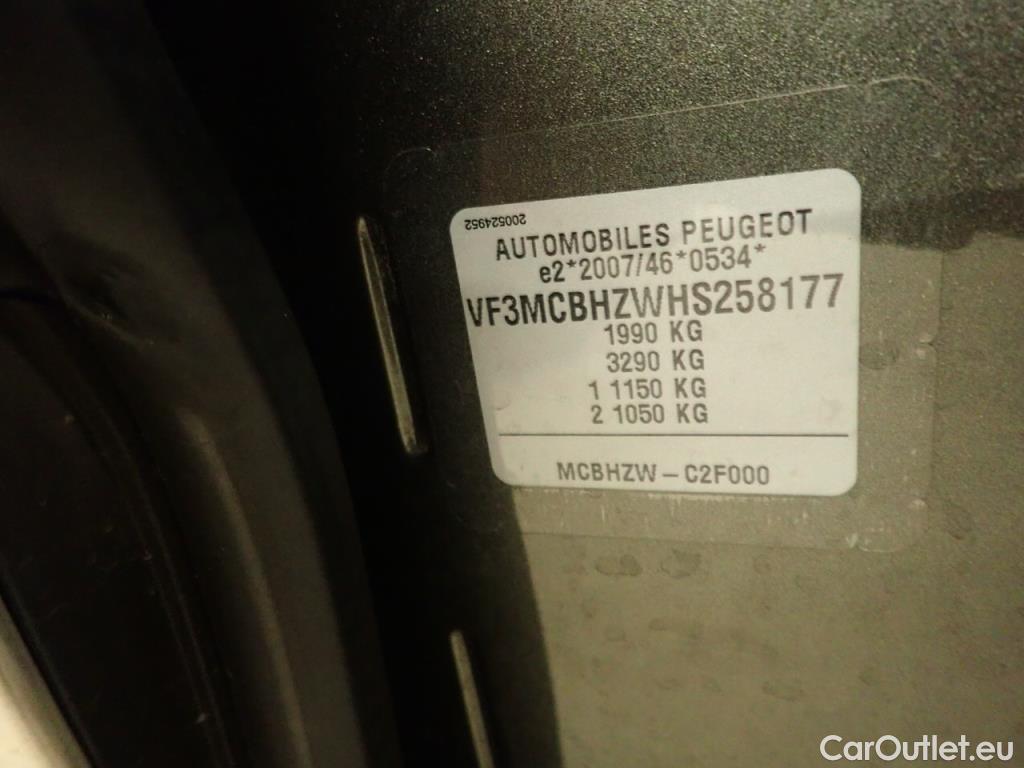 200524952
AUTOMOBILES PEUGEOT
e2*2007/46*0534*
VF3MCBHZWHS258177
1990 KG
3290 KG
1 1150 KG
2 1050 KG
MCBHZW – C2F000
CarOutlet.eu